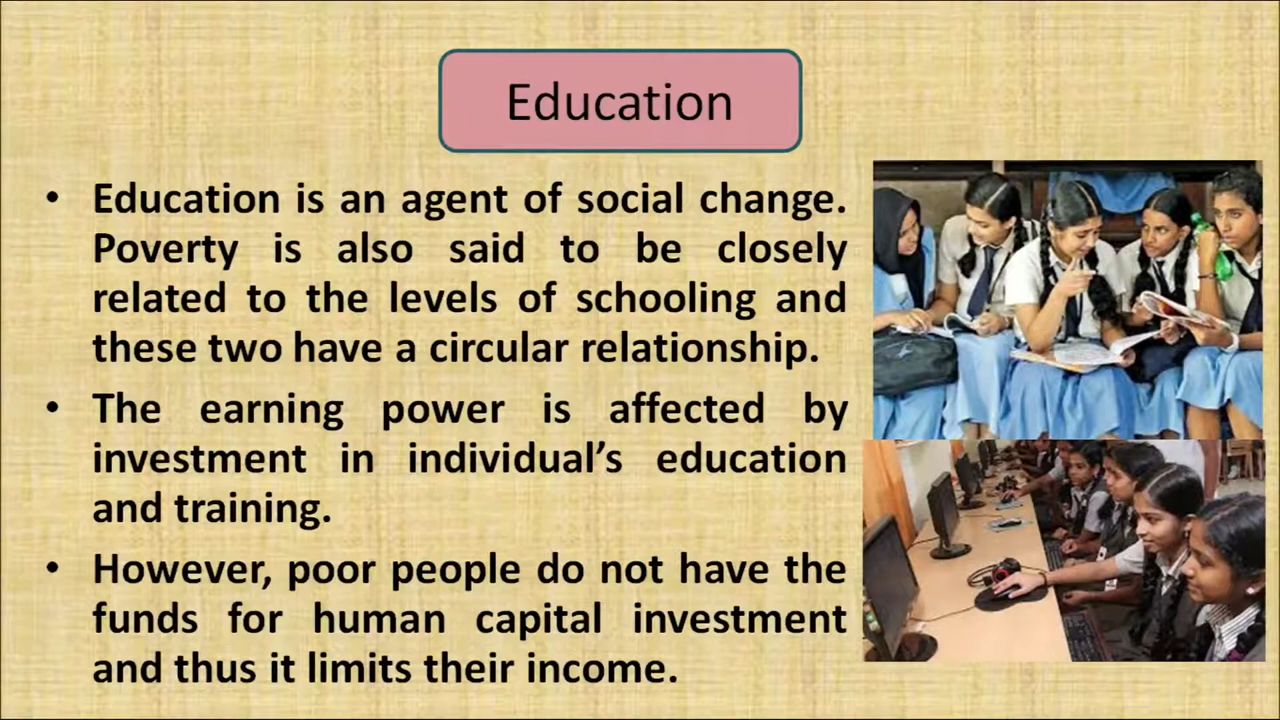 Education
• Education is an agent of social change.
Poverty is also said to be closely
related to the levels of schooling and
these two have a circular relationship.
• The earning power is affected by
investment in individual’s education
and training.
• However, poor people do not have the
funds for human capital investment
and thus it limits their income.